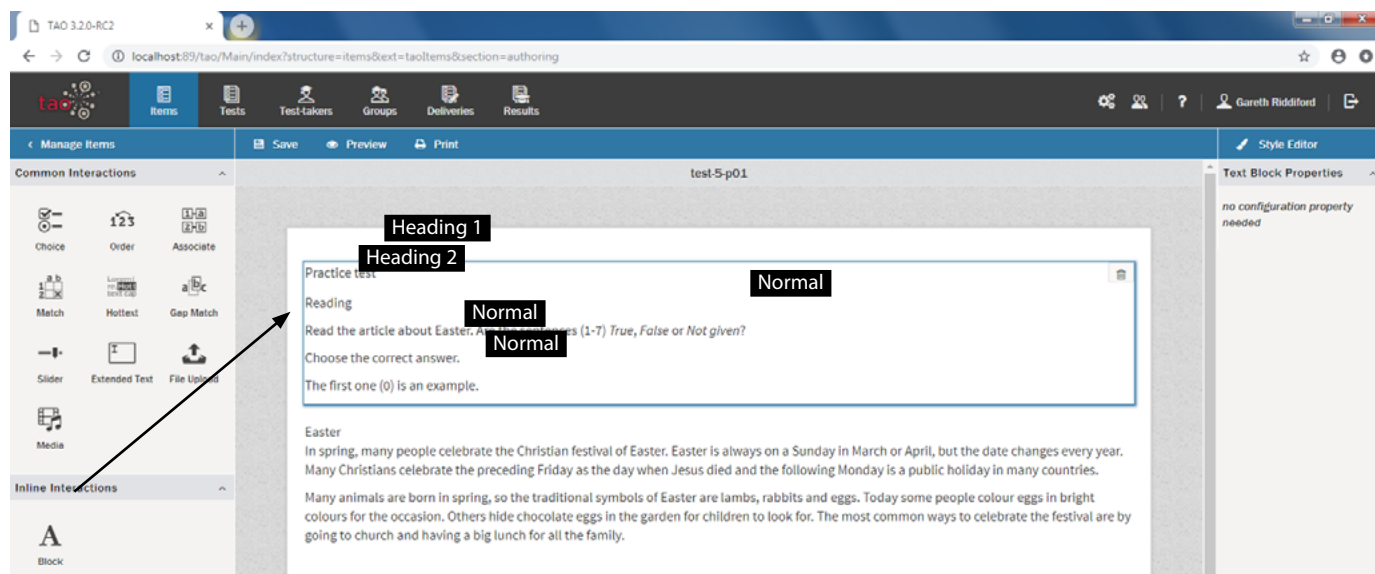 TAO 3.2.0-RC2
localhost:89/tao/Main/index?structure=items&ext=taoItems&section=authoring
tao
Items
Tests
Test-takers
Groups
Deliveries
Results
?
Gareth Riddiford
Manage Items
Save
Preview
Print
Style Editor
Common Interactions
test-5-p01
Text Block Properties
no configuration property
needed
Choice
Order
Associate
Match
Hottext
Gap Match
Slider
Extended Text
File Upload
Media
Inline Interactions
A
Block
Heading 1
Heading 2
Practice test
Normal
Reading
Normal
Read the article about Easter. Are the sentences (1-7) True, False or Not given?
Normal
Choose the correct answer.
The first one (0) is an example.
Easter
In spring, many people celebrate the Christian festival of Easter. Easter is always on a Sunday in March or April, but the date changes every year.
Many Christians celebrate the preceding Friday as the day when Jesus died and the following Monday is a public holiday in many countries.
Many animals are born in spring, so the traditional symbols of Easter are lambs, rabbits and eggs. Today some people colour eggs in bright
colours for the occasion. Others hide chocolate eggs in the garden for children to look for. The most common ways to celebrate the festival are by
going to church and having a big lunch for all the family.